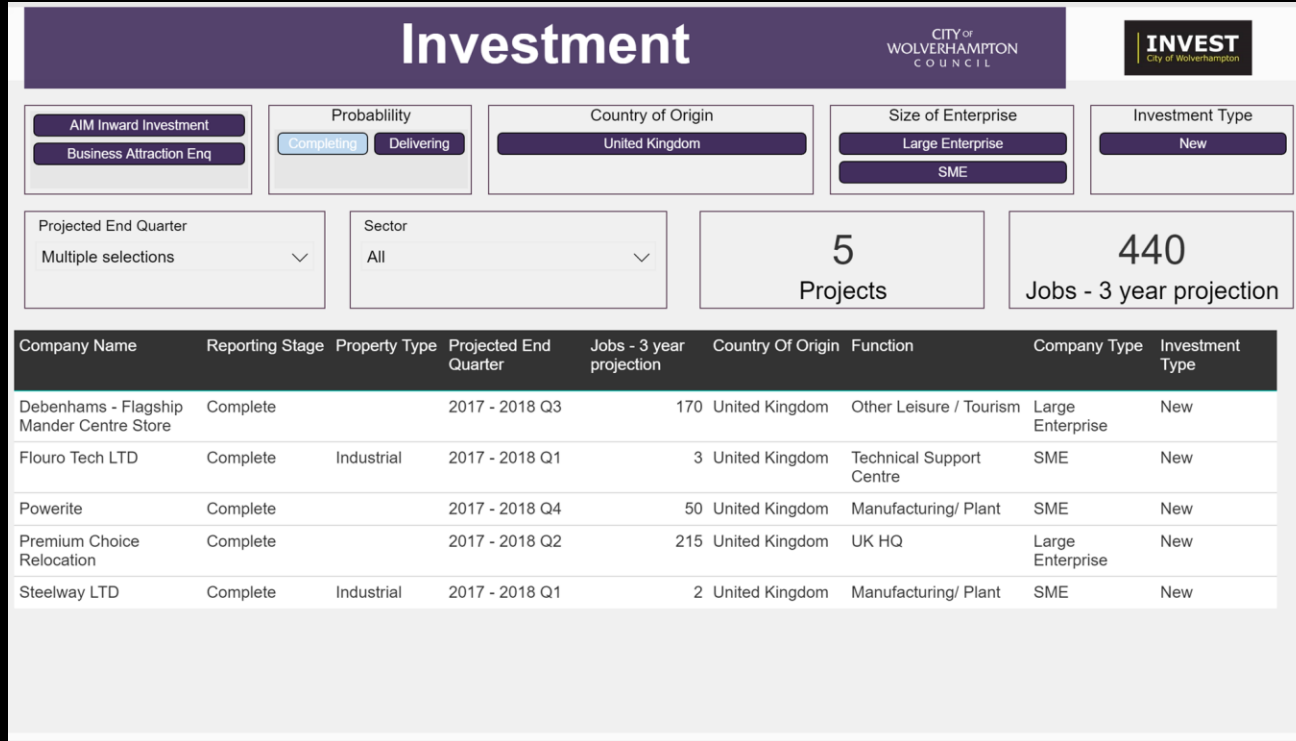 Investment
CITY OF
WOLVERHAMPTON
COUNCIL
INVEST
City of Wolverhampton
AIM Inward Investment
Business Attraction Enq
Probablility
Completing Delivering
Country of Origin
United Kingdom
Size of Enterprise
Large Enterprise
SME
Investment Type
New
Projected End Quarter
Multiple selections
Sector
All
5
Projects
440
Jobs - 3 year projection
Company Name Reporting Stage Property Type Projected End Jobs - 3 year Country Of Origin Function Company Type Investment
Quarter projection Type
Debenhams - Flagship Complete 2017 - 2018 Q3 170 United Kingdom Other Leisure / Tourism Large New
Mander Centre Store Enterprise
Flouro Tech LTD Complete Industrial 2017 - 2018 Q1 3 United Kingdom Technical Support SME New
Centre
Powerite Complete 2017 - 2018 Q4 50 United Kingdom Manufacturing/ Plant SME New
Premium Choice Complete 2017 - 2018 Q2 215 United Kingdom UK HQ Large New
Relocation Enterprise
Steelway LTD Complete Industrial 2017 - 2018 Q1 2 United Kingdom Manufacturing/ Plant SME New